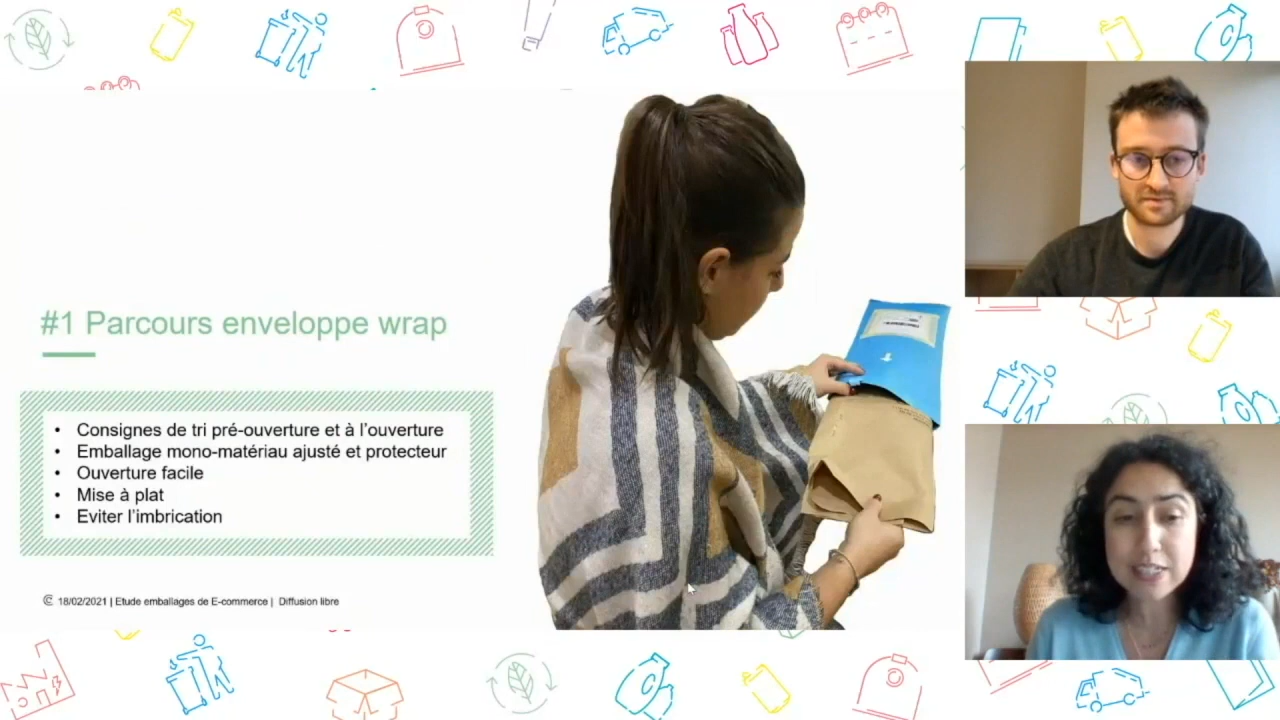 #1 Parcours enveloppe wrap
• Consignes de tri pré-ouverture et à l'ouverture
• Emballage mono-matériau ajusté et protecteur
• Ouverture facile
• Mise à plat
• Eviter l'imbrication
18/02/2021 | Etude emballages de E-commerce | Diffusion libre